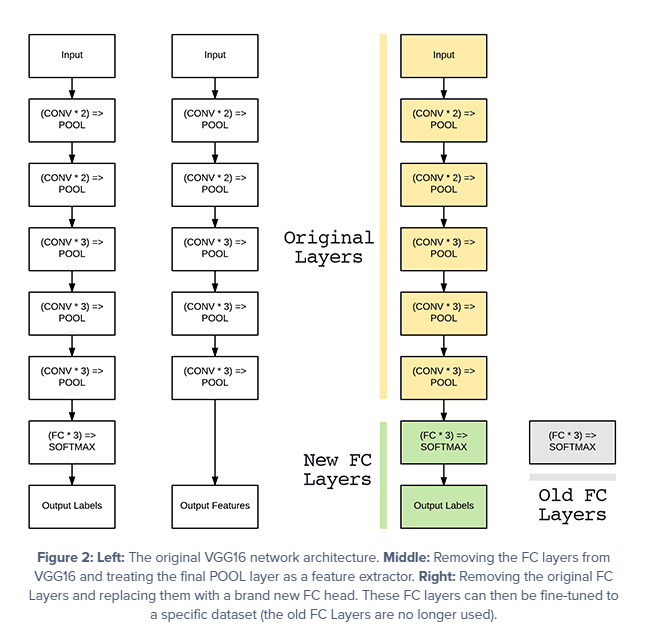 Input
(CONV * 2) =>
POOL
(CONV * 2) =>
POOL
(CONV * 3) =>
POOL
(CONV * 3) =>
POOL
(CONV * 3) =>
POOL
(FC * 3) =>
SOFTMAX
Output Labels
Input
(CONV * 2) =>
POOL
(CONV * 2) =>
POOL
(CONV * 3) =>
POOL
(CONV * 3) =>
POOL
(CONV * 3) =>
POOL
Output Features
Original
Layers
New FC
Layers
Input
(CONV * 2) =>
POOL
(CONV * 2) =>
POOL
(CONV * 3) =>
POOL
(CONV * 3) =>
POOL
(CONV * 3) =>
POOL
(FC * 3) =>
SOFTMAX
Output Labels
(FC * 3) =>
SOFTMAX
Old FC
Layers
Figure 2: Left: The original VGG16 network architecture. Middle: Removing the FC layers from
VGG16 and treating the final POOL layer as a feature extractor. Right: Removing the original FC
Layers and replacing them with a brand new FC head. These FC layers can then be fine-tuned to
a specific dataset (the old FC Layers are no longer used).